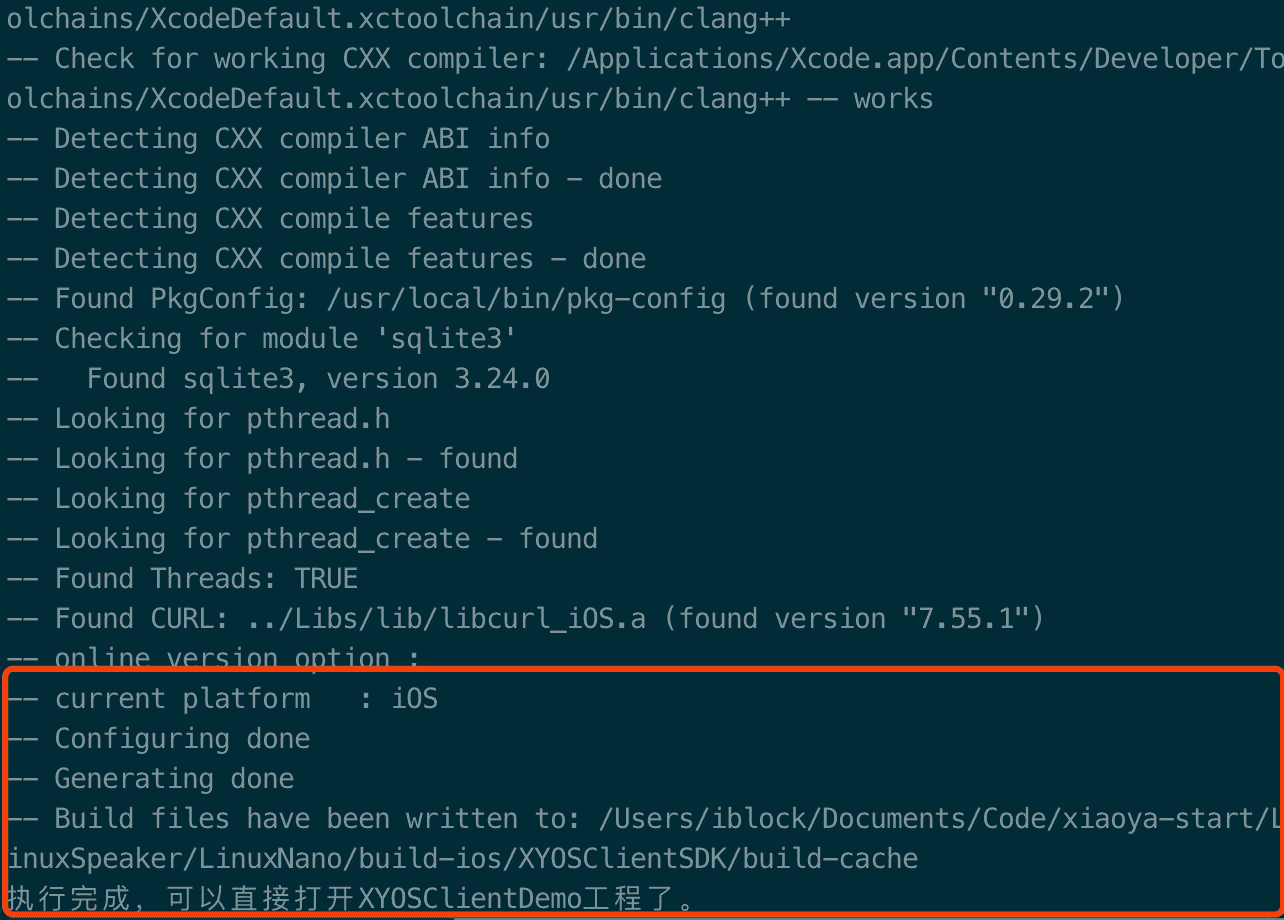 olchains/XcodeDefault.xctoolchain/usr/bin/clang++
-- Check for working CXX compiler: /Applications/Xcode.app/Contents/Developer/To
olchains/XcodeDefault.xctoolchain/usr/bin/clang++ -- works
-- Detecting CXX compiler ABI info
-- Detecting CXX compiler ABI info - done
-- Detecting CXX compile features
-- Detecting CXX compile features - done
-- Found PkgConfig: /usr/local/bin/pkg-config (found version "0.29.2")
-- Checking for module 'sqlite3'
--   Found sqlite3, version 3.24.0
-- Looking for pthread.h
-- Looking for pthread.h - found
-- Looking for pthread_create
-- Looking for pthread_create - found
-- Found Threads: TRUE
-- Found CURL: ../Libs/lib/libcurl_iOS.a (found version "7.55.1")
-- online version option :
-- current platform   : iOS
-- Configuring done
-- Generating done
-- Build files have been written to: /Users/iblock/Documents/Code/xiaoya-start/L
inuxSpeaker/LinuxNano/build-ios/XYOSClientSDK/build-cache
执行完成，可以直接打开XYOSClientDemo工程了。